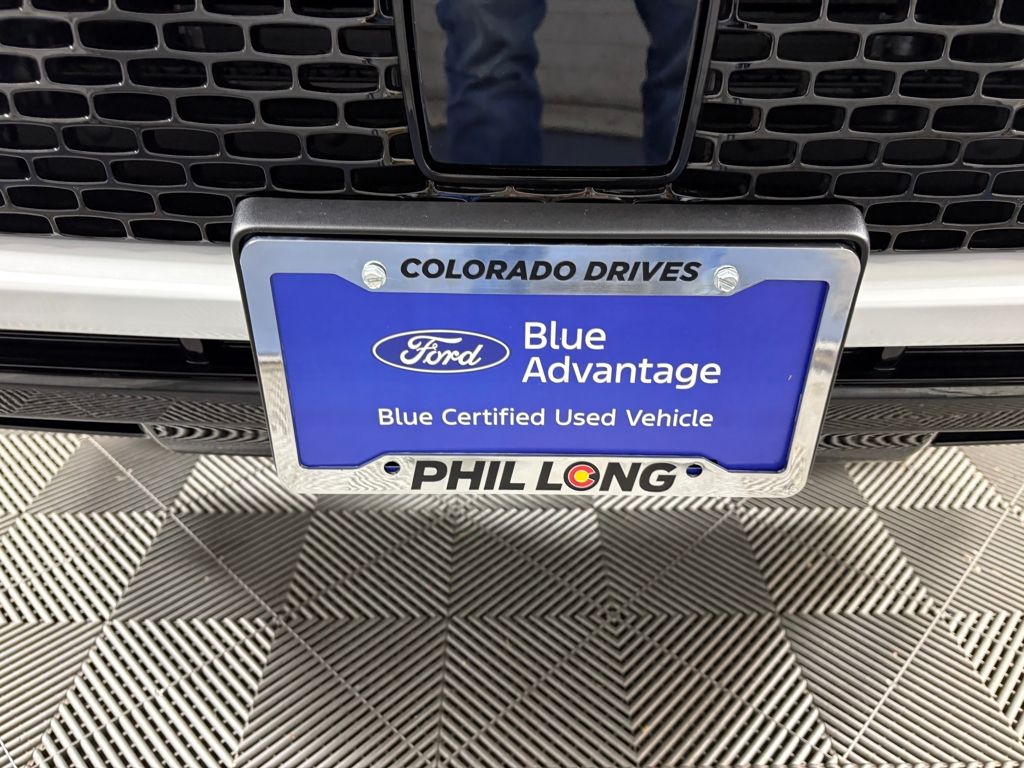 COLORADO DRIVES
Ford
Blue
Advantage
Blue Certified Used Vehicle
PHIL LONG